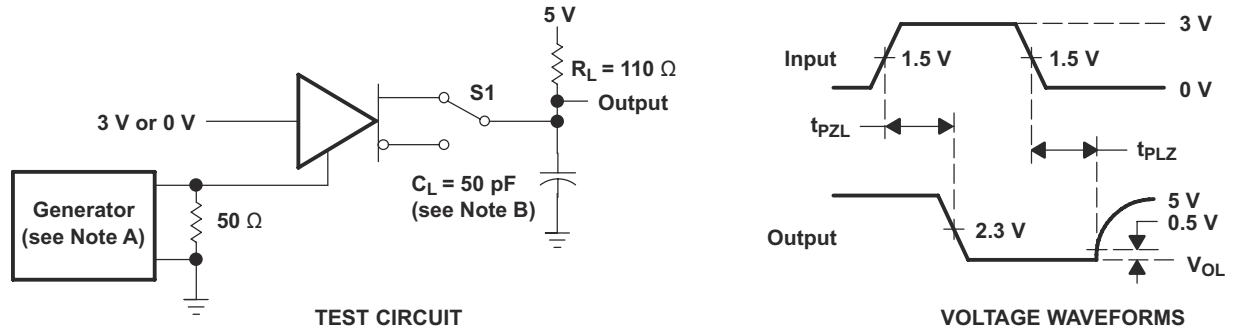 5 V
R_L = 110 Ω
S1
Output
3 V or 0 V
C_L = 50 pF
(see Note B)
Generator
(see Note A)
50 Ω
TEST CIRCUIT
3 V
Input
1.5 V
1.5 V
0 V
t_PZL
t_PLZ
5 V
0.5 V
Output
2.3 V
V_OL
VOLTAGE WAVEFORMS